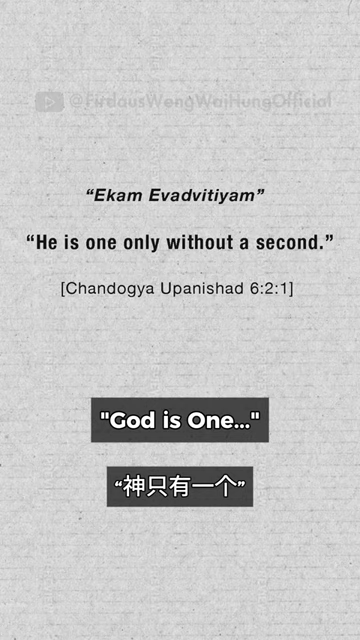 @FirdausWongWaiHungOfficial
“Ekam Evadvitiyam”
“He is one only without a second.”
[Chandogya Upanishad 6:2:1]
"God is One..."
“神只有一个”